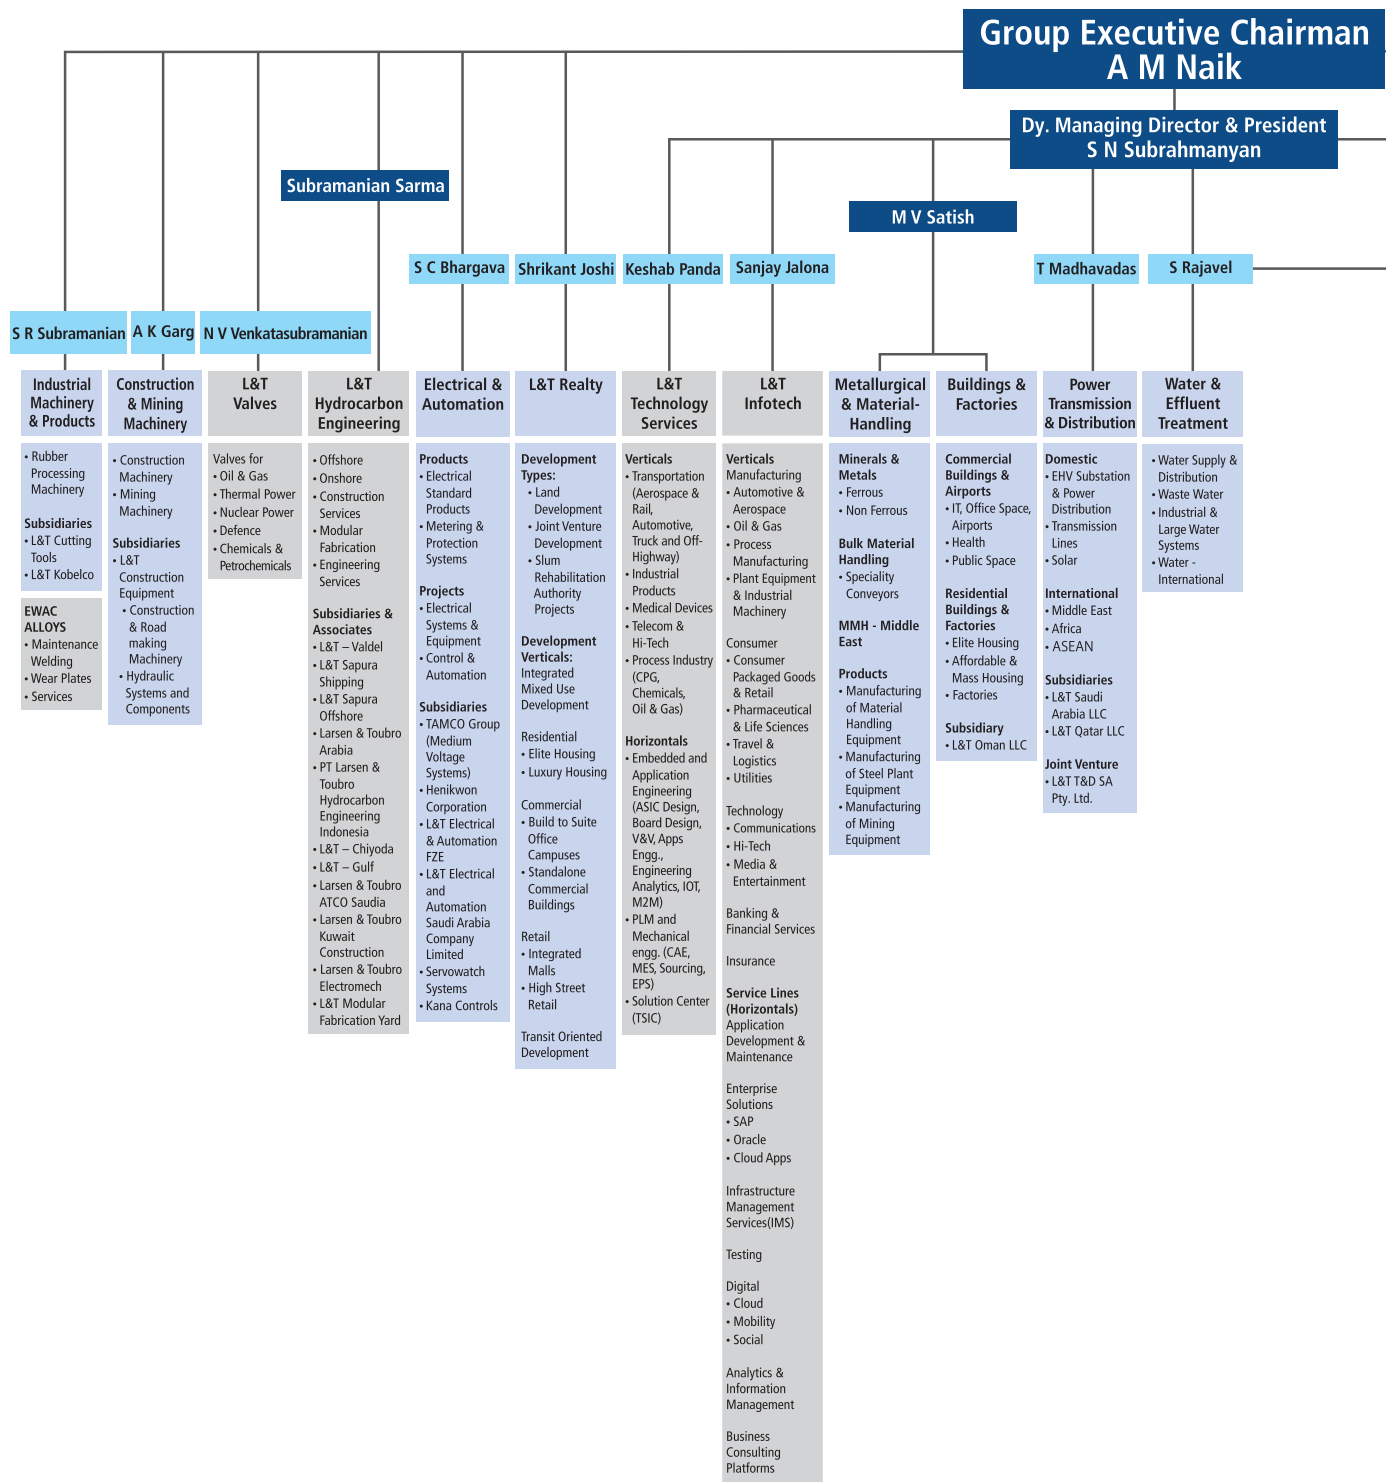 Group Executive Chairman
A M Naik
Dy. Managing Director & President
S N Subrahmanyan
Subramanian Sarma
M V Satish
S C Bhargava
Shrikant Joshi
Keshab Panda
Sanjay Jalona
T Madhavadas
S Rajavel
S R Subramanian
A K Garg
N V Venkatasubramanian
Industrial
Machinery
& Products
• Rubber
Processing
Machinery
Subsidiaries
• L&T Cutting
Tools
• L&T Kobelco
EWAC
ALLOYS
• Maintenance
Welding
• Wear Plates
• Services
Construction
& Mining
Machinery
• Construction
Machinery
• Mining
Machinery
Subsidiaries
• L&T
Construction
Equipment
• Construction
& Road
making
Machinery
• Hydraulic
Systems and
Components
L&T
Valves
Valves for
• Oil & Gas
• Thermal Power
• Nuclear Power
• Defence
• Chemicals &
Petrochemicals
L&T
Hydrocarbon
Engineering
• Offshore
• Onshore
• Construction
Services
• Modular
Fabrication
• Engineering
Services
Subsidiaries &
Associates
• L&T – Valdel
• L&T Sapura
Shipping
• L&T Sapura
Offshore
• Larsen & Toubro
Arabia
• PT Larsen &
Toubro
Hydrocarbon
Engineering
Indonesia
• L&T – Chiyoda
• L&T – Gulf
• Larsen & Toubro
ATCO Saudia
• Larsen & Toubro
Kuwait
Construction
• Larsen & Toubro
Electromech
• L&T Modular
Fabrication Yard
Electrical &
Automation
Products
• Electrical
Standard
Products
• Metering &
Protection
Systems
Projects
• Electrical
Systems &
Equipment
• Control &
Automation
Subsidiaries
• TAMCO Group
(Medium
Voltage
Systems)
• Henikwon
Corporation
• L&T Electrical
& Automation
FZE
• L&T Electrical
and
Automation
Saudi Arabia
Company
Limited
• Servowatch
Systems
• Kana Controls
L&T Realty
Development
Types:
• Land
Development
• Joint Venture
Development
• Slum
Rehabilitation
Authority
Projects
Development
Verticals:
Integrated
Mixed Use
Development
Residential
• Elite Housing
• Luxury Housing
Commercial
• Build to Suite
Office
Campuses
• Standalone
Commercial
Buildings
Retail
• Integrated
Malls
• High Street
Retail
Transit Oriented
Development
L&T
Technology
Services
Verticals
• Transportation
(Aerospace &
Rail,
Automotive,
Truck and Off-
Highway)
• Industrial
Products
• Medical Devices
• Telecom &
Hi-Tech
• Process Industry
(CPG,
Chemicals,
Oil & Gas)
Horizontals
• Embedded and
Application
Engineering
(ASIC Design,
Board Design,
V&V, Apps
Engg.,
Engineering
Analytics, IOT,
M2M)
• PLM and
Mechanical
engg. (CAE,
MES, Sourcing,
EPS)
• Solution Center
(TSIC)
L&T
Infotech
Verticals
Manufacturing
• Automotive &
Aerospace
• Oil & Gas
• Process
Manufacturing
• Plant Equipment
& Industrial
Machinery
Consumer
• Consumer
Packaged Goods
& Retail
• Pharmaceutical
& Life Sciences
• Travel &
Logistics
• Utilities
Technology
• Communications
• Hi-Tech
• Media &
Entertainment
Banking &
Financial Services
Insurance
Service Lines
(Horizontals)
Application
Development &
Maintenance
Enterprise
Solutions
• SAP
• Oracle
• Cloud Apps
Infrastructure
Management
Services(IMS)
Testing
Digital
• Cloud
• Mobility
• Social
Analytics &
Information
Management
Business
Consulting
Platforms
Metallurgical
& Material-
Handling
Minerals &
Metals
• Ferrous
• Non Ferrous
Bulk Material
Handling
• Speciality
Conveyors
MMH - Middle
East
Products
• Manufacturing
of Material
Handling
Equipment
• Manufacturing
of Steel Plant
Equipment
• Manufacturing
of Mining
Equipment
Buildings &
Factories
Commercial
Buildings &
Airports
• IT, Office Space,
Airports
• Health
• Public Space
Residential
Buildings &
Factories
• Elite Housing
• Affordable &
Mass Housing
• Factories
Subsidiary
• L&T Oman LLC
Power
Transmission
& Distribution
Domestic
• EHV Substation
& Power
Distribution
• Transmission
Lines
• Solar
International
• Middle East
• Africa
• ASEAN
Subsidiaries
• L&T Saudi
Arabia LLC
• L&T Qatar LLC
Joint Venture
• L&T T&D SA
Pty. Ltd.
Water &
Effluent
Treatment
• Water Supply &
Distribution
• Waste Water
• Industrial &
Large Water
Systems
• Water -
International